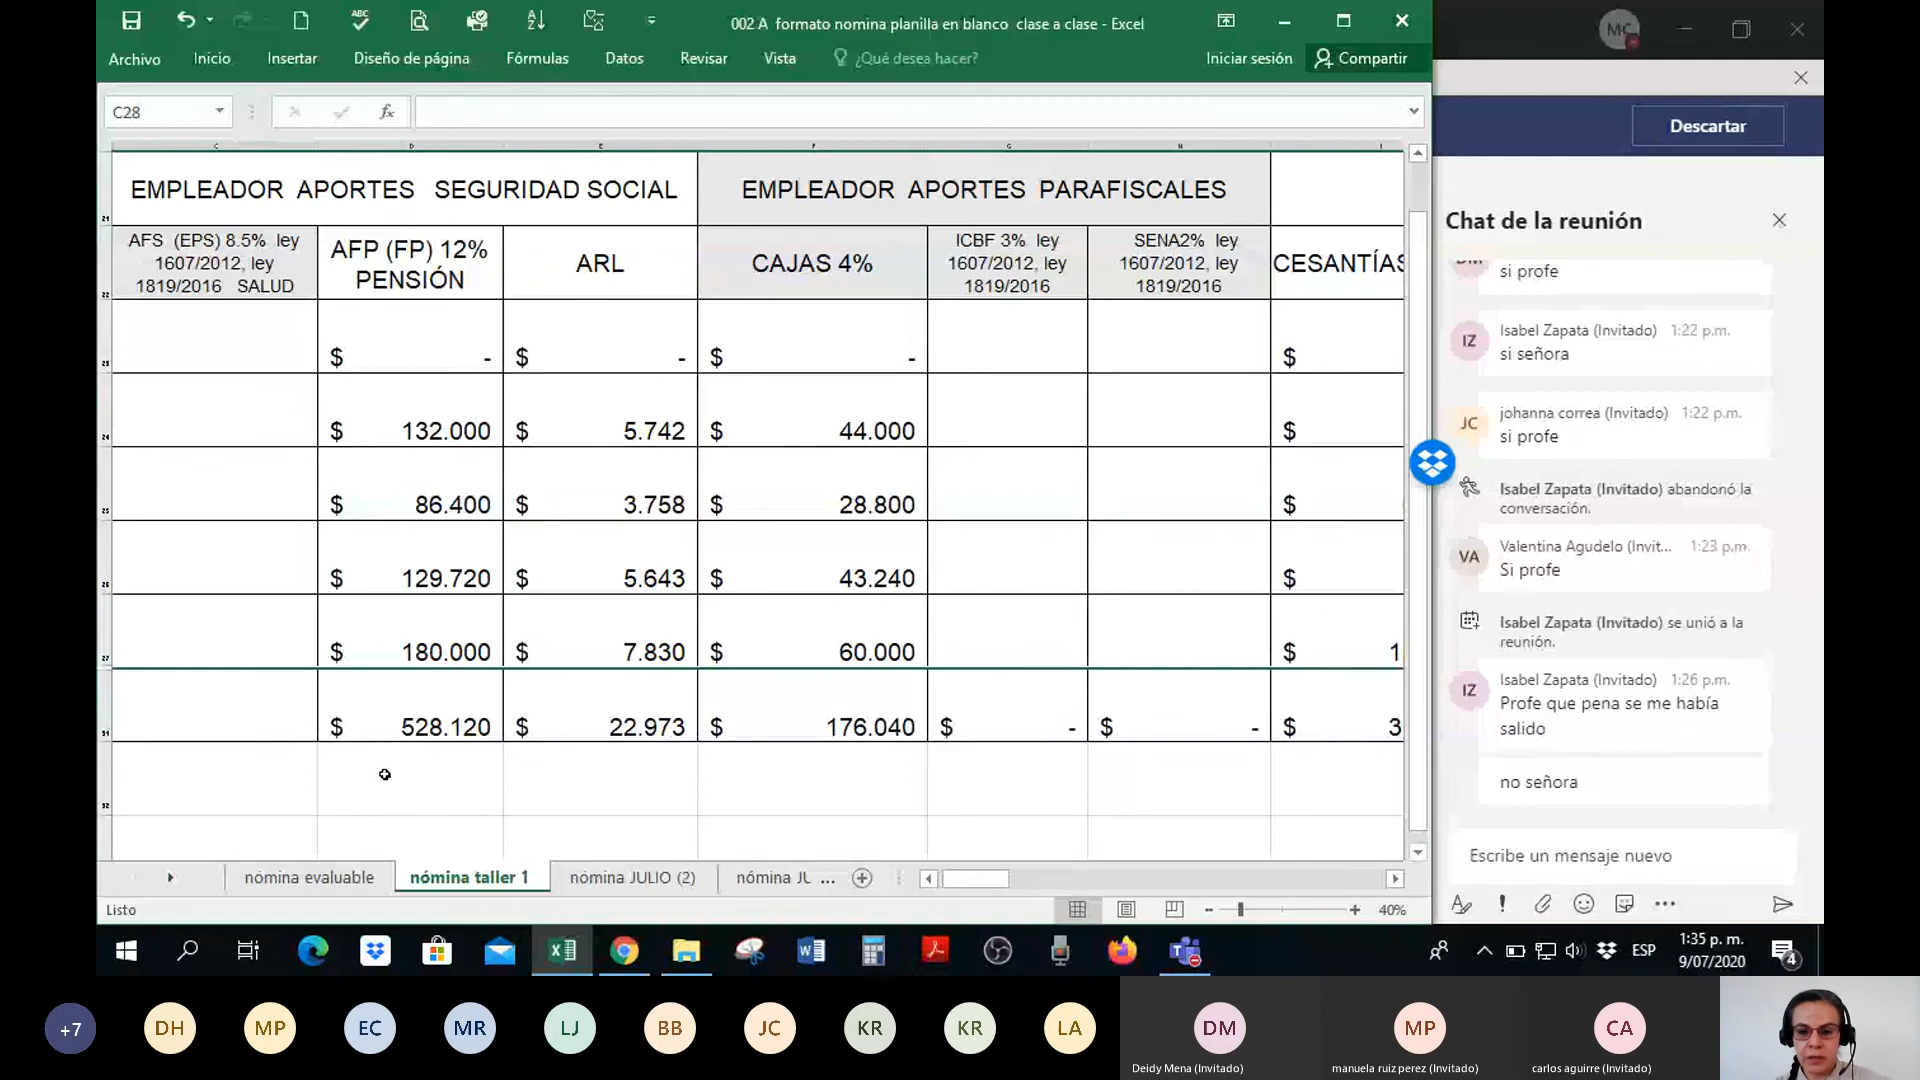 002 A formato nomina planilla en blanco clase a clase - Excel
Archivo Inicio Insertar Diseño de página Fórmulas Datos Revisar Vista ¿Qué desea hacer? Iniciar sesión Compartir
C28 fx
EMPLEADOR APORTES SEGURIDAD SOCIAL EMPLEADOR APORTES PARAFISCALES
AFS (EPS) 8.5% ley
1607/2012, ley
1819/2016 SALUD
AFP (FP) 12%
PENSIÓN
ARL
CAJAS 4%
ICBF 3% ley
1607/2012, ley
1819/2016
SENA2% ley
1607/2012, ley
1819/2016
CESANTÍAS
$ - $ - $ - $
$ 132.000 $ 5.742 $ 44.000 $
$ 86.400 $ 3.758 $ 28.800 $
$ 129.720 $ 5.643 $ 43.240 $
$ 180.000 $ 7.830 $ 60.000 $ 1
$ 528.120 $ 22.973 $ 176.040 $ - $ - $ 3
nómina evaluable nómina taller 1 nómina JULIO (2) nómina JU ...
Listo 40%
MC
Descartar
Chat de la reunión
DM
si profe
IZ
Isabel Zapata (Invitado) 1:22 p.m.
si señora
JC
johanna correa (Invitado) 1:22 p.m.
si profe
Isabel Zapata (Invitado) abandonó la
conversación.
VA
Valentina Agudelo (Invit... 1:23 p.m.
Si profe
Isabel Zapata (Invitado) se unió a la
reunión.
IZ
Isabel Zapata (Invitado) 1:26 p.m.
Profe que pena se me había
salido
no señora
Escribe un mensaje nuevo
ESP
1:35 p. m.
9/07/2020
4
+7 DH MP EC MR LJ BB JC KR KR LA DM MP CA
Deidy Mena (Invitado) manuela ruiz perez (Invitado) carlos aguirre (Invitado)